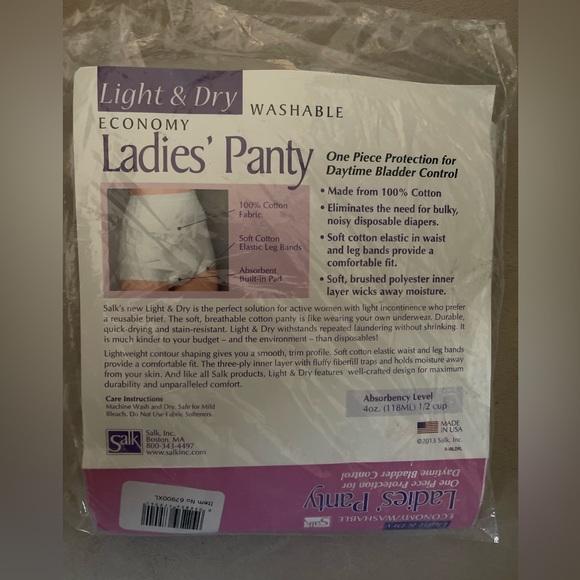 Light & Dry
WASHABLE
ECONOMY
Ladies' Panty
One Piece Protection for
Daytime Bladder Control
• Made from 100% Cotton
• Eliminates the need for bulky,
noisy disposable diapers.
• Soft cotton elastic in waist
and leg bands provide a
comfortable fit.
• Soft, brushed polyester inner
layer wicks away moisture.
100% Cotton
Fabric
Soft Cotton
Elastic Leg Bands
Absorbent
Built-in Pad
Salk's new Light & Dry is the perfect solution for active women with light incontinence who prefer
a reusable brief. The soft, breathable cotton panty is like wearing your own underwear. Durable,
quick-drying and stain-resistant. Light & Dry withstands repeated laundering without shrinking. It
is much kinder to your budget – and the environment – than disposables!
Lightweight contour shaping gives you a smooth, trim profile. Soft cotton elastic waist and leg bands
provide a comfortable fit. The three-ply inner layer with fluffy fiberfill traps and holds moisture away
from your skin. And like all Salk products, Light & Dry features well-crafted design for maximum
durability and unparalleled comfort.
Care Instructions
Machine Wash and Dry. Safe for Mild
Bleach. Do Not Use Fabric Softeners.
Absorbency Level
4oz. (118ML) 1/2 cup
Salk
Salk, Inc.
Boston, MA
800-343-4497
www.salkinc.com
MADE
IN USA
©2013 Salk, Inc.
Light & Dry
ECONOMY/WASHABLE
Ladies' Panty
One Piece Protection for
Daytime Bladder Control
Salk
Item No 67900XL